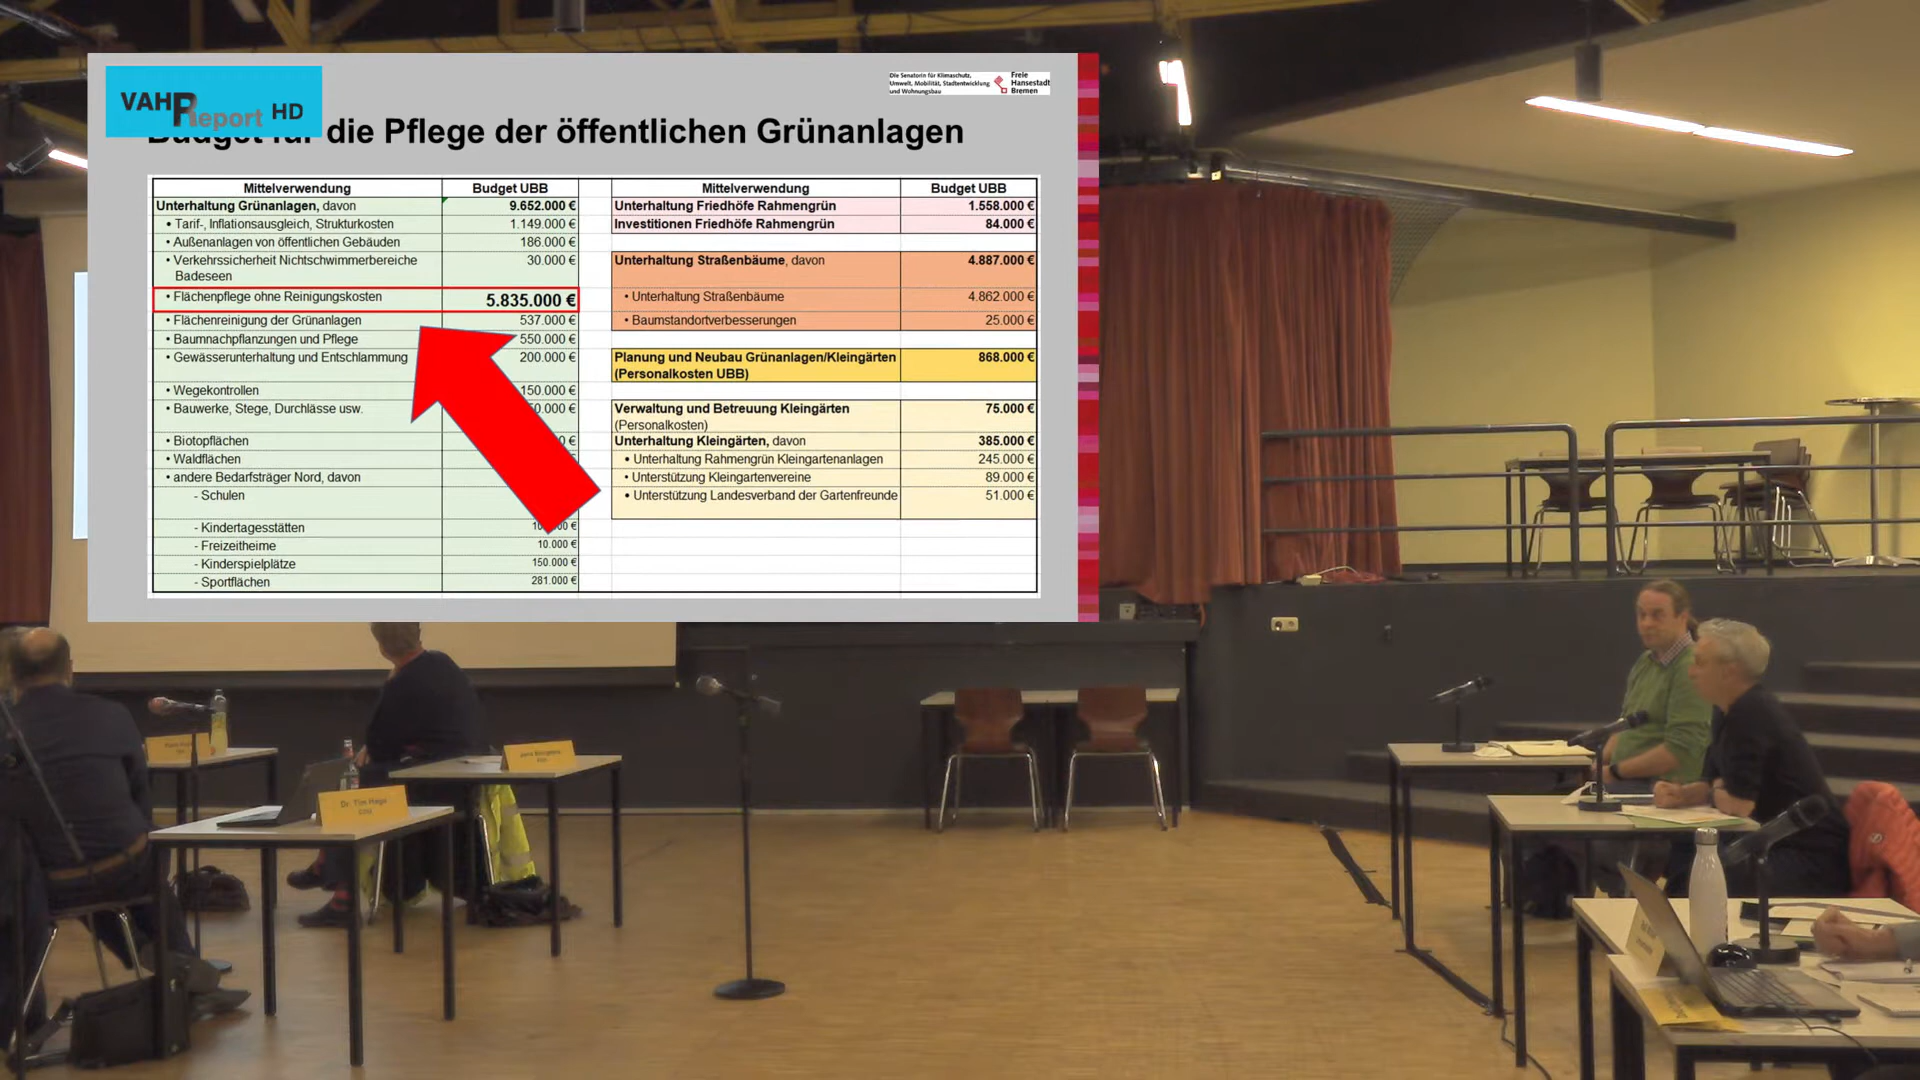 VAHR Report HD
Die Senatorin für Klimaschutz,
Umwelt, Mobilität, Stadtentwicklung
und Wohnungsbau
Freie
Hansestadt
Bremen
Budget für die Pflege der öffentlichen Grünanlagen
Mittelverwendung Budget UBB
Unterhaltung Grünanlagen, davon 9.652.000 €
• Tarif-, Inflationsausgleich, Strukturkosten 1.149.000 €
• Außenanlagen von öffentlichen Gebäuden 186.000 €
• Verkehrssicherheit Nichtschwimmerbereiche 30.000 €
Badeseen
• Flächenpflege ohne Reinigungskosten 5.835.000 €
• Flächenreinigung der Grünanlagen 537.000 €
• Baumnachpflanzungen und Pflege 550.000 €
• Gewässerunterhaltung und Entschlammung 200.000 €
• Wegekontrollen 150.000 €
• Bauwerke, Stege, Durchlässe usw.
• Biotopflächen
• Waldflächen
• andere Bedarfsträger Nord, davon
- Schulen
- Kindertagesstätten
- Freizeitheime 10.000 €
- Kinderspielplätze 150.000 €
- Sportflächen 281.000 €
Mittelverwendung Budget UBB
Unterhaltung Friedhöfe Rahmengrün 1.558.000 €
Investitionen Friedhöfe Rahmengrün 84.000 €
Unterhaltung Straßenbäume, davon 4.887.000 €
• Unterhaltung Straßenbäume 4.862.000 €
• Baumstandortverbesserungen 25.000 €
Planung und Neubau Grünanlagen/Kleingärten 868.000 €
(Personalkosten UBB)
Verwaltung und Betreuung Kleingärten 75.000 €
(Personalkosten)
Unterhaltung Kleingärten, davon 385.000 €
• Unterhaltung Rahmengrün Kleingartenanlagen 245.000 €
• Unterstützung Kleingartenvereine 89.000 €
• Unterstützung Landesverband der Gartenfreunde 51.000 €
Dr. Tim Haga
CDU